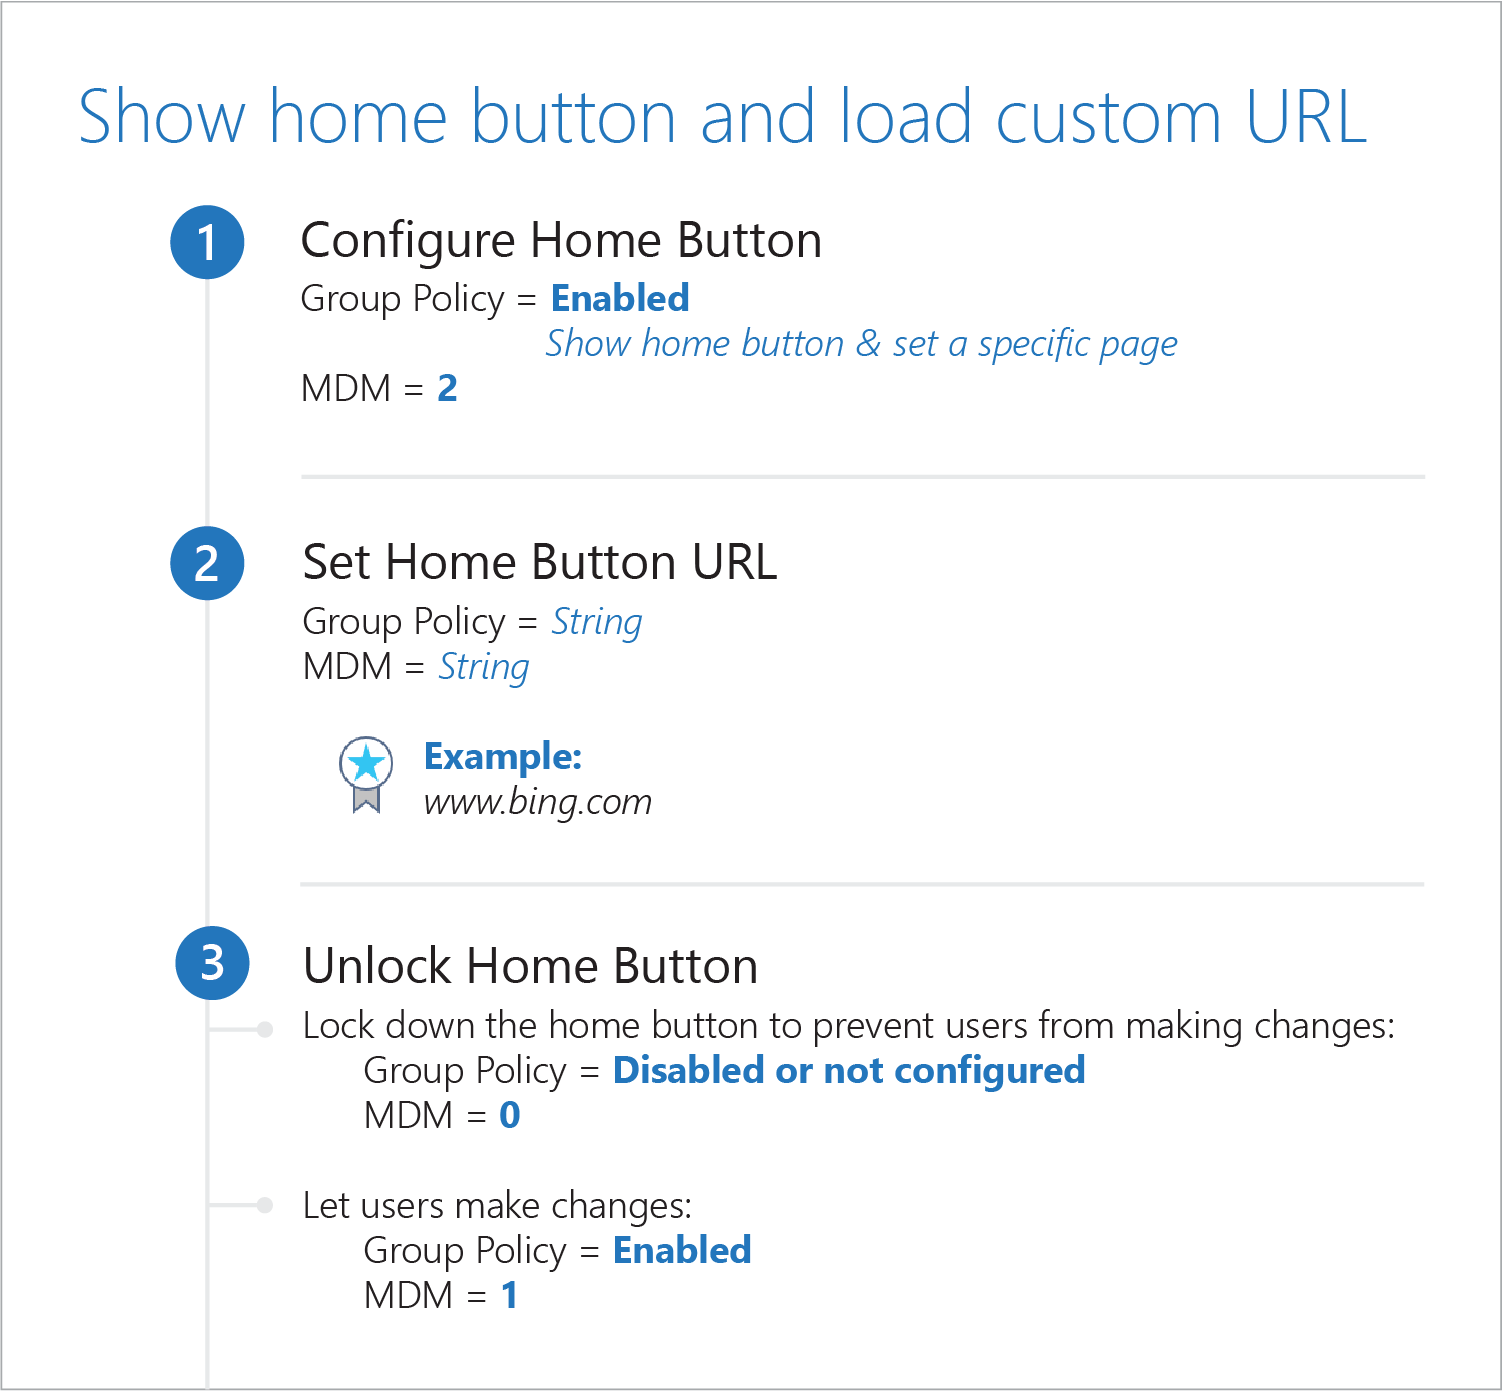 Show home button and load custom URL
1
Configure Home Button
Group Policy = Enabled
Show home button & set a specific page
MDM = 2
2
Set Home Button URL
Group Policy = String
MDM = String
Example:
www.bing.com
3
Unlock Home Button
Lock down the home button to prevent users from making changes:
Group Policy = Disabled or not configured
MDM = 0
Let users make changes:
Group Policy = Enabled
MDM = 1